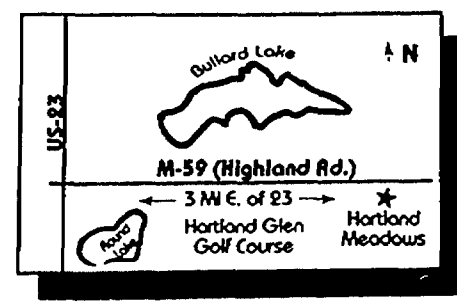 Bullard Lake
N
US-23
M-59 (Highland Rd.)
3 MI E. of 23
Round Lake
Hartland Glen
Golf Course
Hartland
Meadows